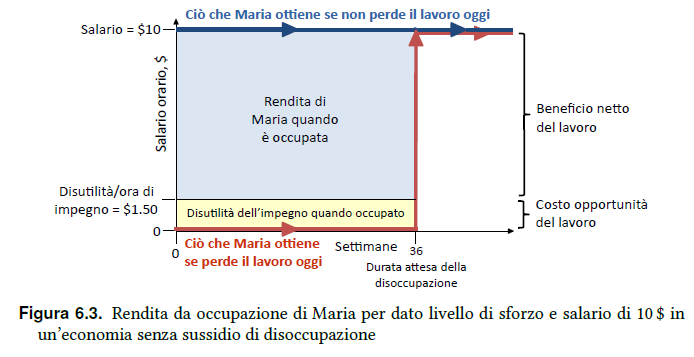 Ciò che Maria ottiene se non perde il lavoro oggi
Salario = $10
Salario orario, $
Rendita di
Maria quando
è occupata
Beneficio netto
del lavoro
Disutilità/ora di
impegno = $1.50
Disutilità dell’impegno quando occupato
Costo opportunità
del lavoro
0
0
Ciò che Maria ottiene
se perde il lavoro oggi
Settimane
36
Durata attesa della
disoccupazione
Figura 6.3. Rendita da occupazione di Maria per dato livello di sforzo e salario di 10 $ in
un’economia senza sussidio di disoccupazione